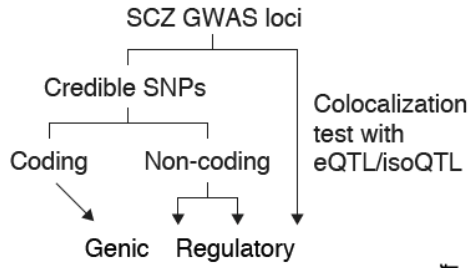 SCZ GWAS loci
Credible SNPs
Colocalization
test with
eQTL/isoQTL
Coding
Non-coding
Genic
Regulatory